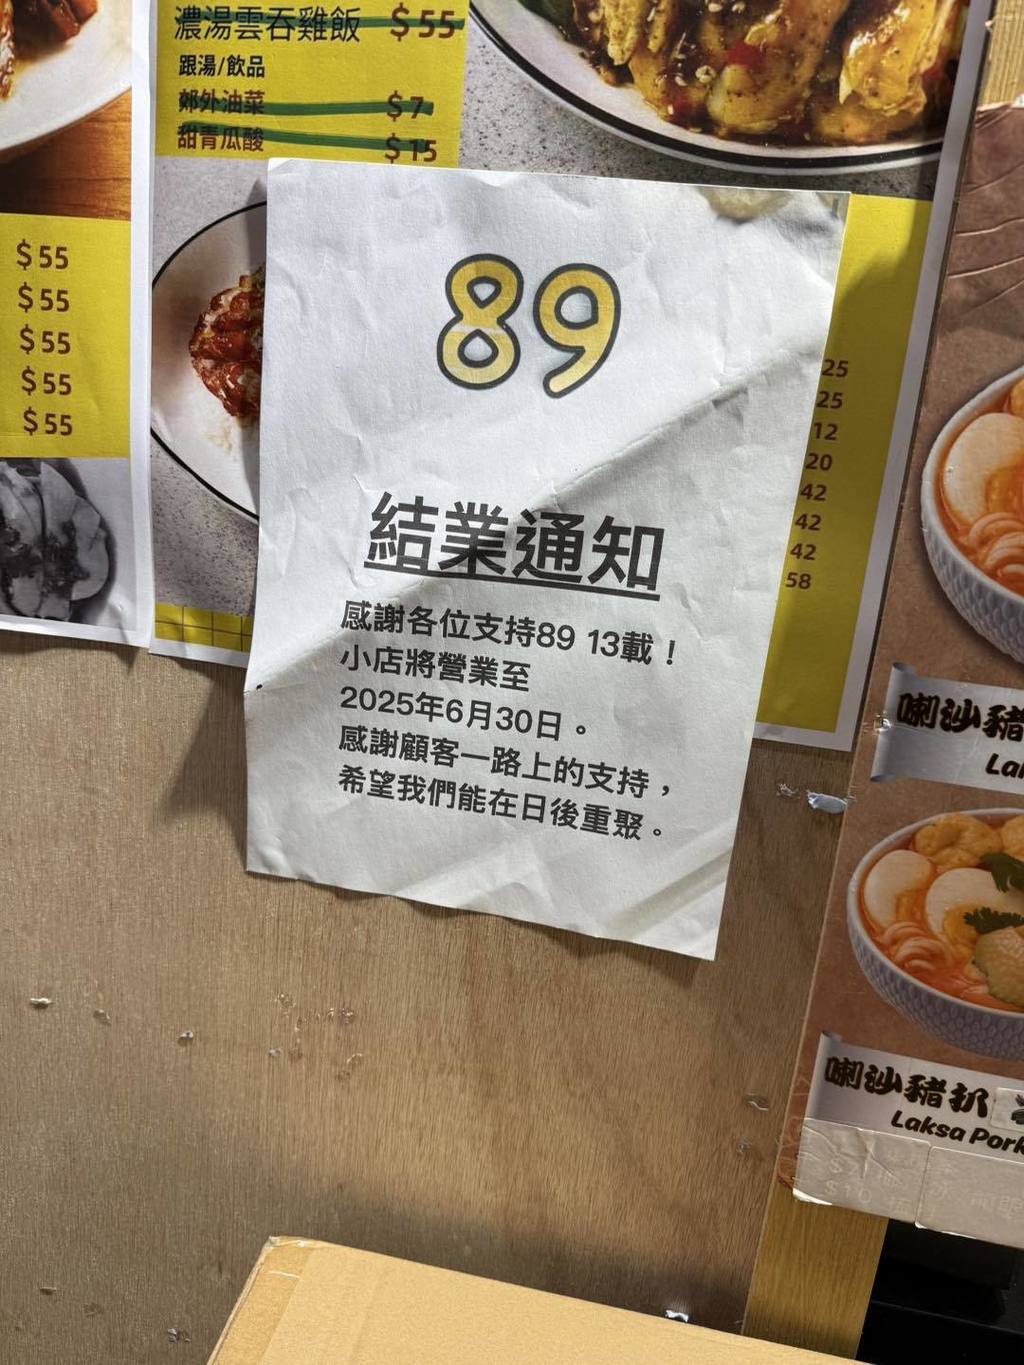 濃湯雲吞雞飯 $55
跟湯/飲品
郊外油菜 $7
甜青瓜酸 $15
$55
$55
$55
$55
$55
89
結業通知
感謝各位支持89 13載！
小店將營業至
2025年6月30日。
感謝顧客一路上的支持，
希望我們能在日後重聚。
25
25
12
20
42
42
42
58
喇沙豬
La
喇沙豬扒
Laksa Pork